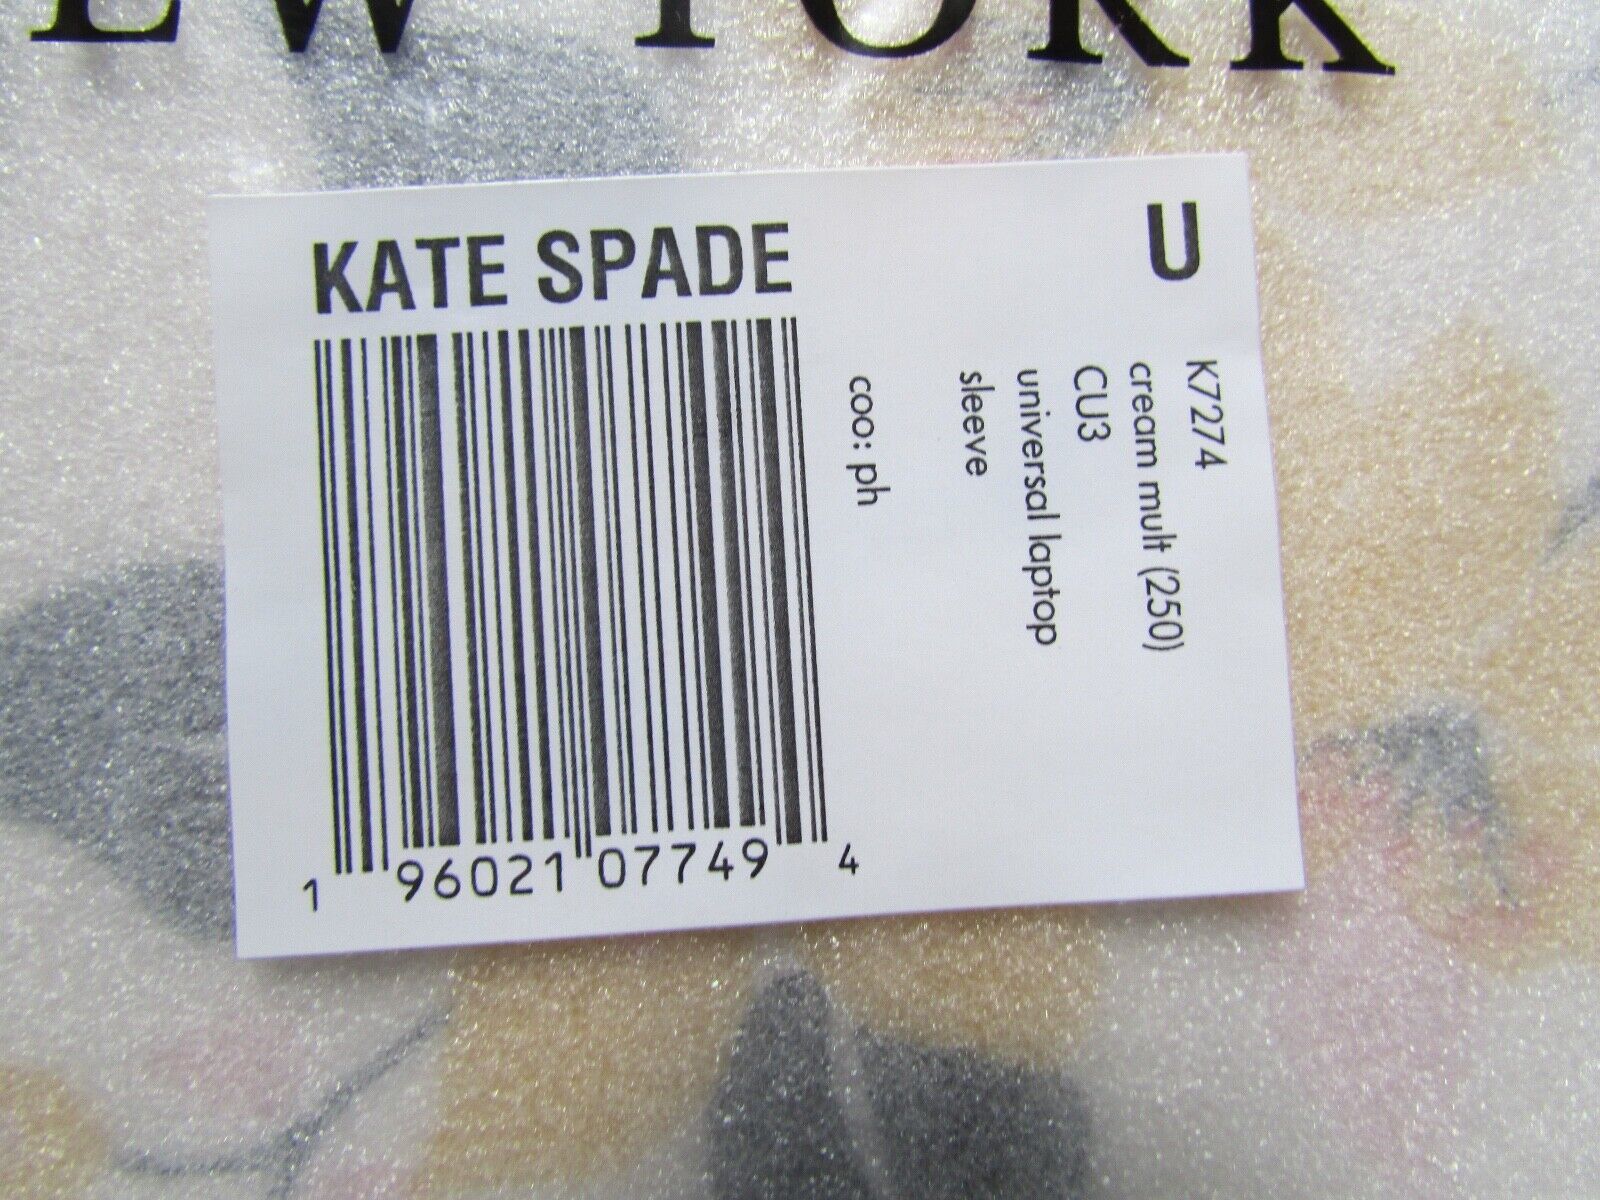 EW YORK
KATE SPADE
U
K7274
cream mult (250)
CU3
universal laptop
sleeve
coo: ph
1 96021 07749 4